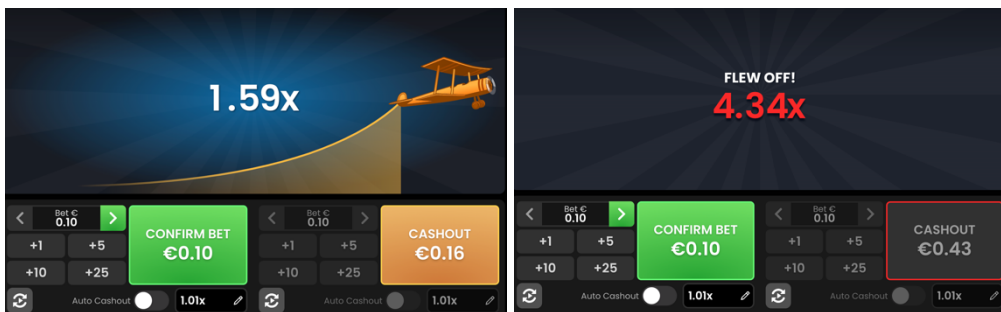 1.59x
Bet €
0.10
+1
+5
+10
+25
CONFIRM BET
€0.10
Auto Cashout
1.01x
Bet €
0.10
+1
+5
+10
+25
CASHOUT
€0.16
Auto Cashout
1.01x
FLEW OFF!
4.34x
Bet €
0.10
+1
+5
+10
+25
CONFIRM BET
€0.10
Auto Cashout
1.01x
Bet €
0.10
+1
+5
+10
+25
CASHOUT
€0.43
Auto Cashout
1.01x